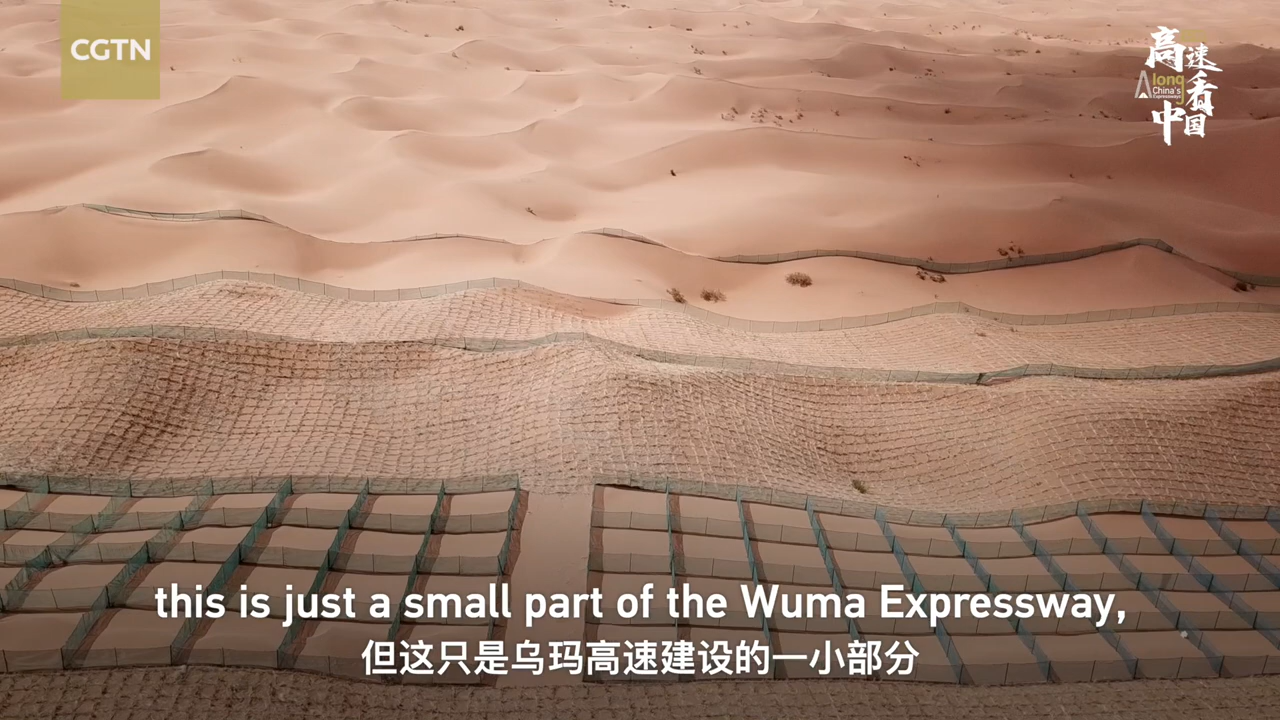 CGTN
高速看中国
Along
China's
Expressways
this is just a small part of the Wuma Expressway,
但这只是乌玛高速建设的一小部分